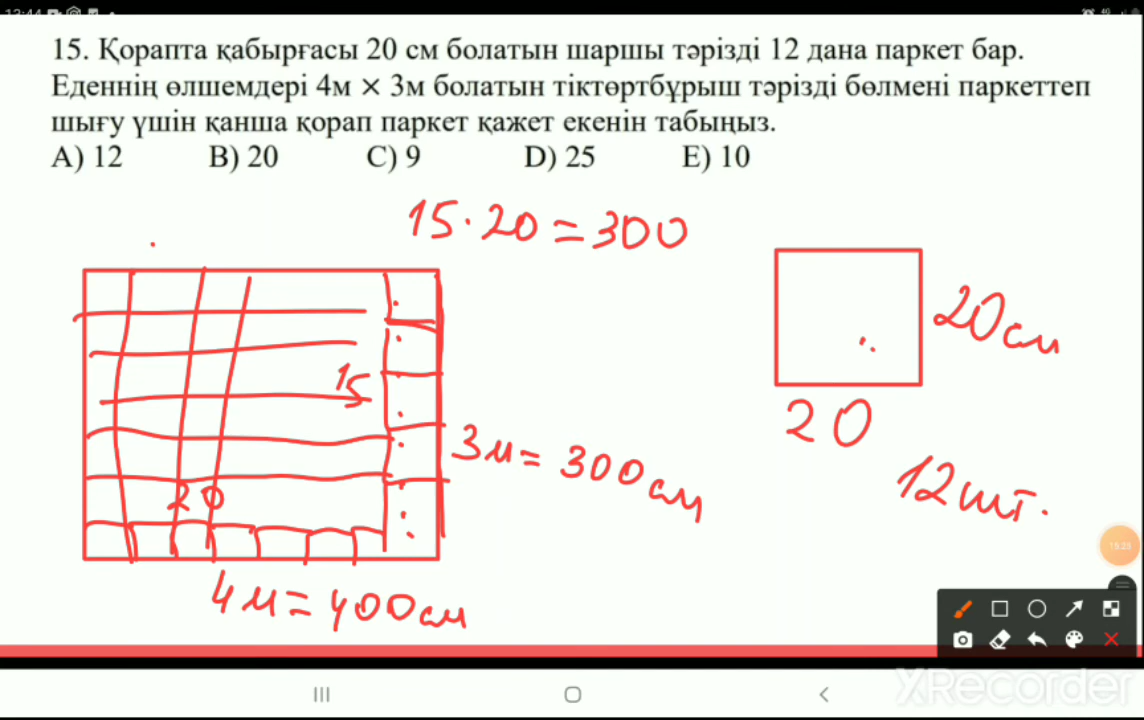 15. Қорапта қабырғасы 20 см болатын шаршы тәрізді 12 дана паркет бар.
Еденнің өлшемдері 4м × 3м болатын тіктөртбұрыш тәрізді бөлмені паркеттеп
шығу үшін қанша қорап паркет қажет екенін табыңыз.
A) 12 B) 20 C) 9 D) 25 E) 10
15·20=300
20см
15
20
3м=300см
12шт.
20
4м=400см
15:23
XRecorder